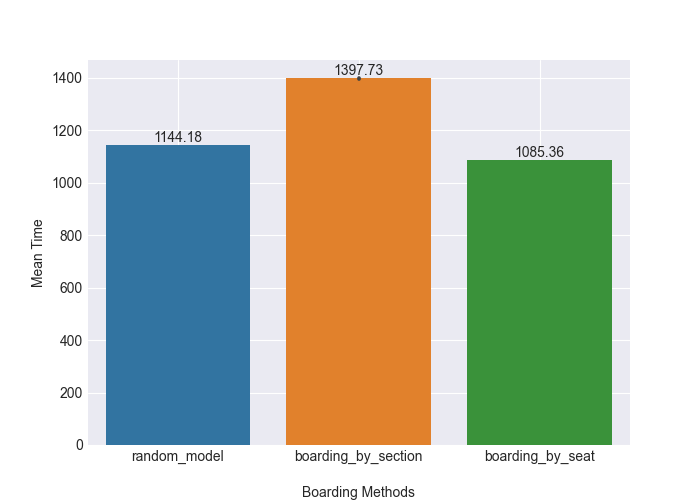 1397.73
1144.18
1085.36
1400
1200
1000
800
600
400
200
0
Mean Time
random_model
boarding_by_section
boarding_by_seat
Boarding Methods